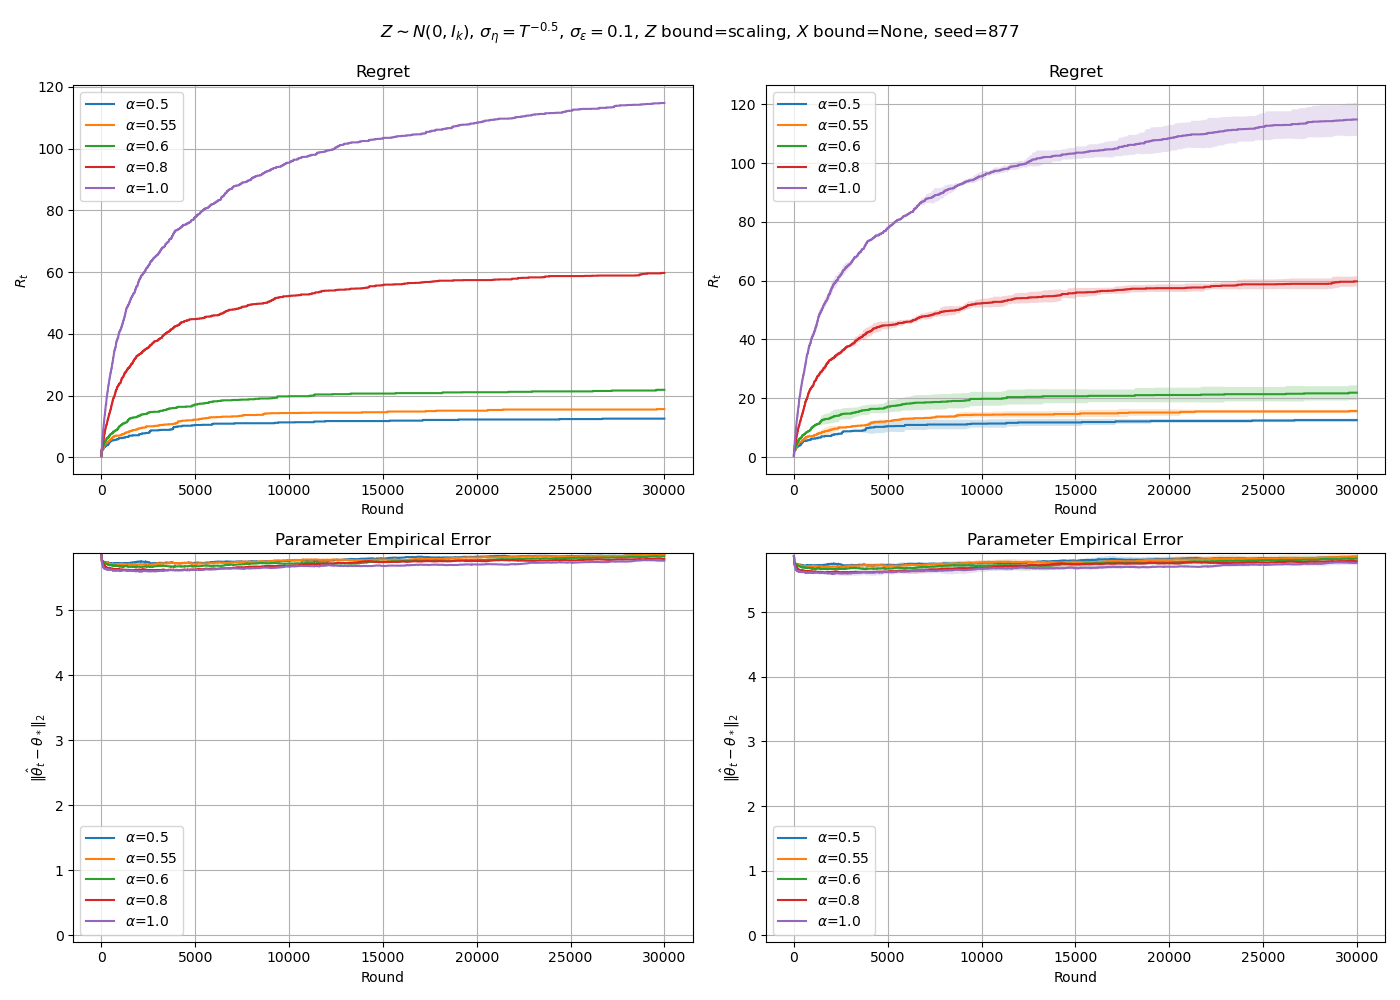 Z ∼ N(0, I_k), σ_η = T^{−0.5}, σ_ε = 0.1, Z bound=scaling, X bound=None, seed=877
Regret
120
100
80
60
40
20
0
R_t
α=0.5
α=0.55
α=0.6
α=0.8
α=1.0
0 5000 10000 15000 20000 25000 30000
Round
Regret
120
100
80
60
40
20
0
R_t
α=0.5
α=0.55
α=0.6
α=0.8
α=1.0
0 5000 10000 15000 20000 25000 30000
Round
Parameter Empirical Error
5
4
3
2
1
0
‖θ̂_t − θ_*‖_2
α=0.5
α=0.55
α=0.6
α=0.8
α=1.0
0 5000 10000 15000 20000 25000 30000
Round
Parameter Empirical Error
5
4
3
2
1
0
‖θ̂_t − θ_*‖_2
α=0.5
α=0.55
α=0.6
α=0.8
α=1.0
0 5000 10000 15000 20000 25000 30000
Round